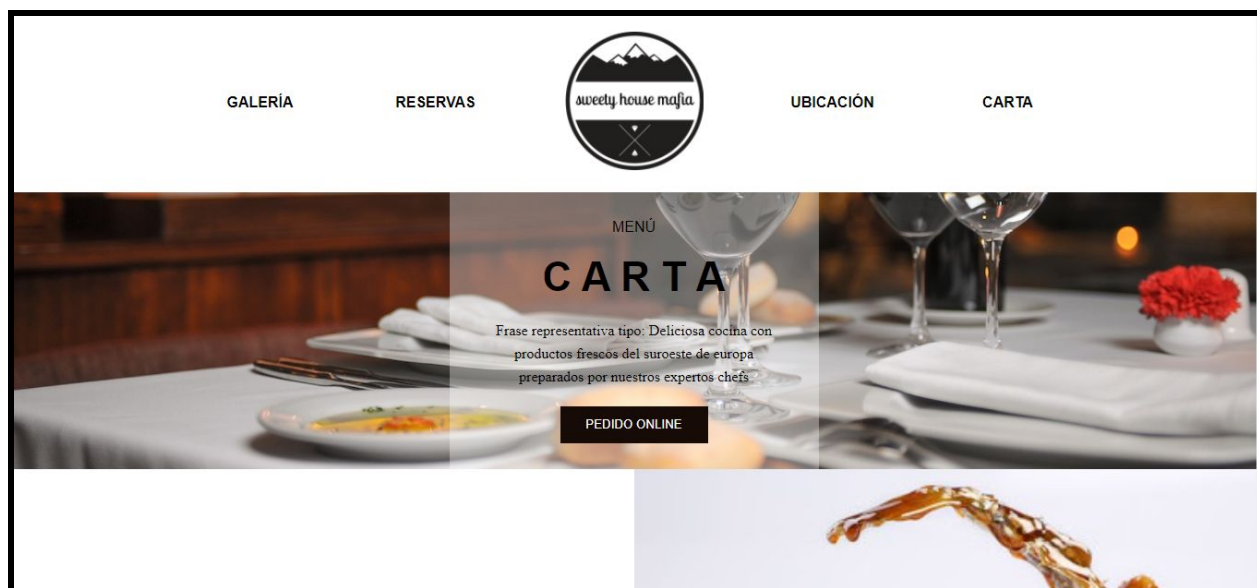 GALERÍA
RESERVAS
sweety house mafia
UBICACIÓN
CARTA
MENÚ
CARTA
Frase representativa tipo: Deliciosa cocina con
productos frescos del suroeste de europa
preparados por nuestros expertos chefs
PEDIDO ONLINE